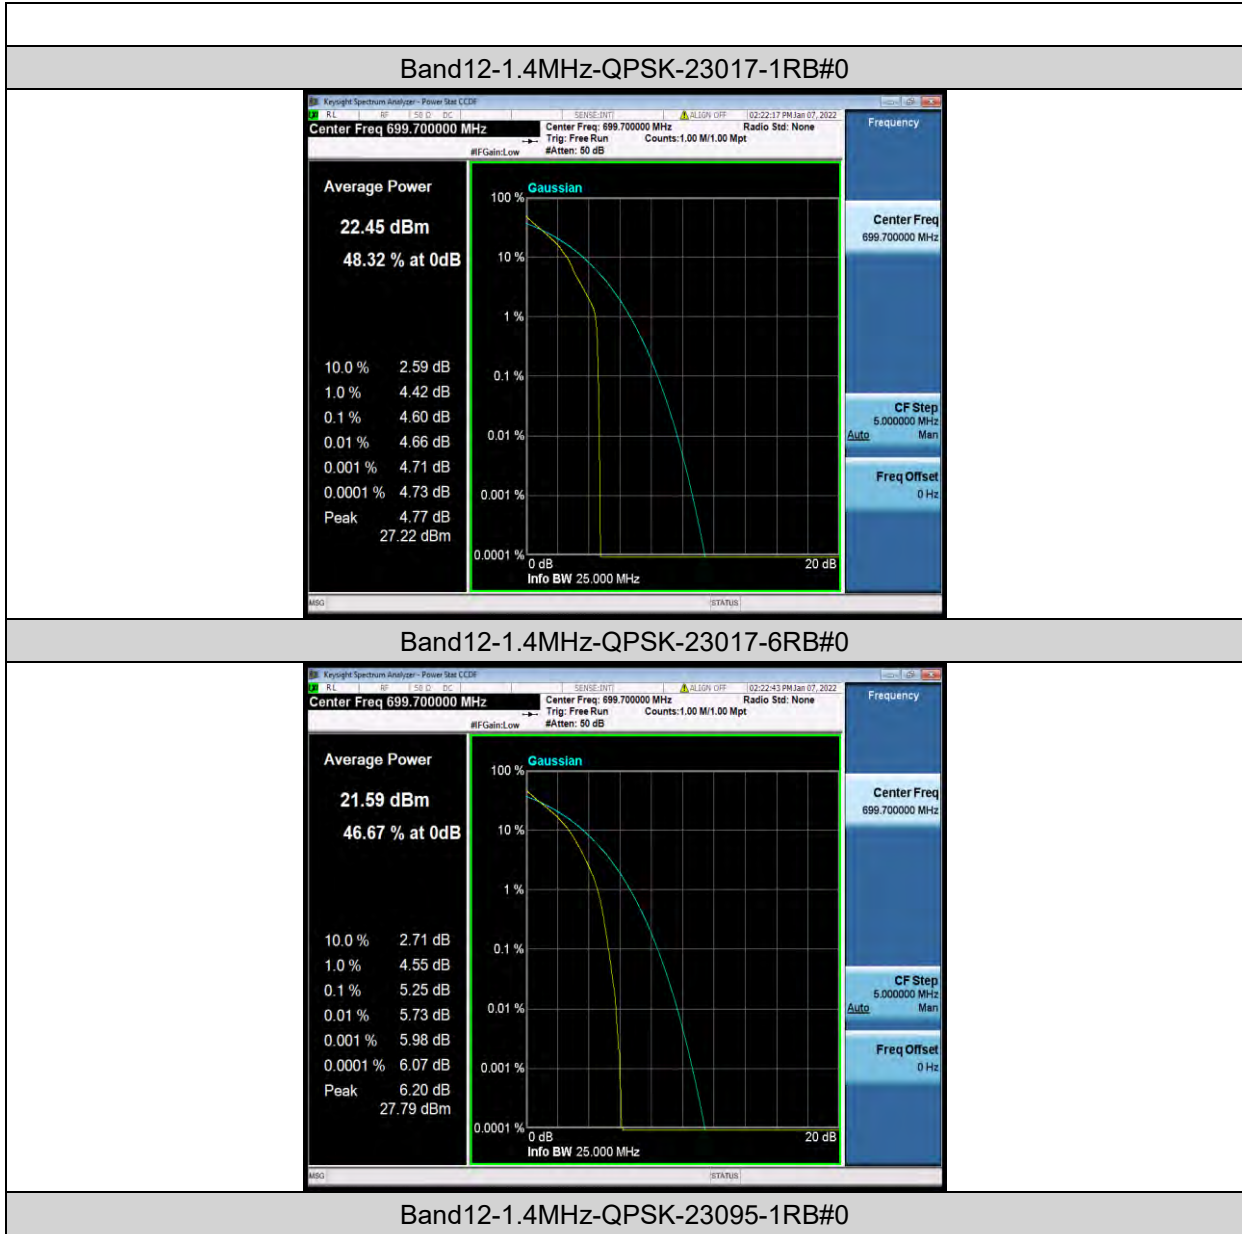 Band12-1.4MHz-QPSK-23017-1RB#0
Keysight Spectrum Analyzer - Power Stat CCDF
RL RF 50 Ω DC SENSE:INT ALIGN OFF 02:22:17 PM Jan 07, 2022
Center Freq 699.700000 MHz Center Freq: 699.700000 MHz Radio Std: None Frequency
Trig: Free Run Counts:1.00 M/1.00 Mpt
#IFGain:Low #Atten: 50 dB
Average Power
22.45 dBm
48.32 % at 0dB
10.0 % 2.59 dB
1.0 % 4.42 dB
0.1 % 4.60 dB
0.01 % 4.66 dB
0.001 % 4.71 dB
0.0001 % 4.73 dB
Peak 4.77 dB
27.22 dBm
Gaussian
100 %
10 %
1 %
0.1 %
0.01 %
0.001 %
0.0001 %
0 dB 20 dB
Info BW 25.000 MHz
Center Freq
699.700000 MHz
CF Step
5.000000 MHz
Auto Man
Freq Offset
0 Hz
MSG STATUS
Band12-1.4MHz-QPSK-23017-6RB#0
Keysight Spectrum Analyzer - Power Stat CCDF
RL RF 50 Ω DC SENSE:INT ALIGN OFF 02:22:43 PM Jan 07, 2022
Center Freq 699.700000 MHz Center Freq: 699.700000 MHz Radio Std: None Frequency
Trig: Free Run Counts:1.00 M/1.00 Mpt
#IFGain:Low #Atten: 50 dB
Average Power
21.59 dBm
46.67 % at 0dB
10.0 % 2.71 dB
1.0 % 4.55 dB
0.1 % 5.25 dB
0.01 % 5.73 dB
0.001 % 5.98 dB
0.0001 % 6.07 dB
Peak 6.20 dB
27.79 dBm
Gaussian
100 %
10 %
1 %
0.1 %
0.01 %
0.001 %
0.0001 %
0 dB 20 dB
Info BW 25.000 MHz
Center Freq
699.700000 MHz
CF Step
5.000000 MHz
Auto Man
Freq Offset
0 Hz
MSG STATUS
Band12-1.4MHz-QPSK-23095-1RB#0